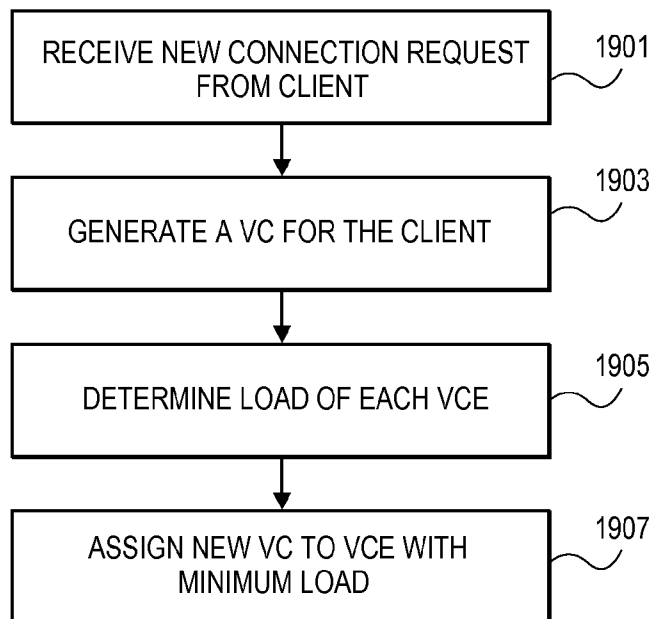 RECEIVE NEW CONNECTION REQUEST
FROM CLIENT
1901
GENERATE A VC FOR THE CLIENT
1903
DETERMINE LOAD OF EACH VCE
1905
ASSIGN NEW VC TO VCE WITH
MINIMUM LOAD
1907